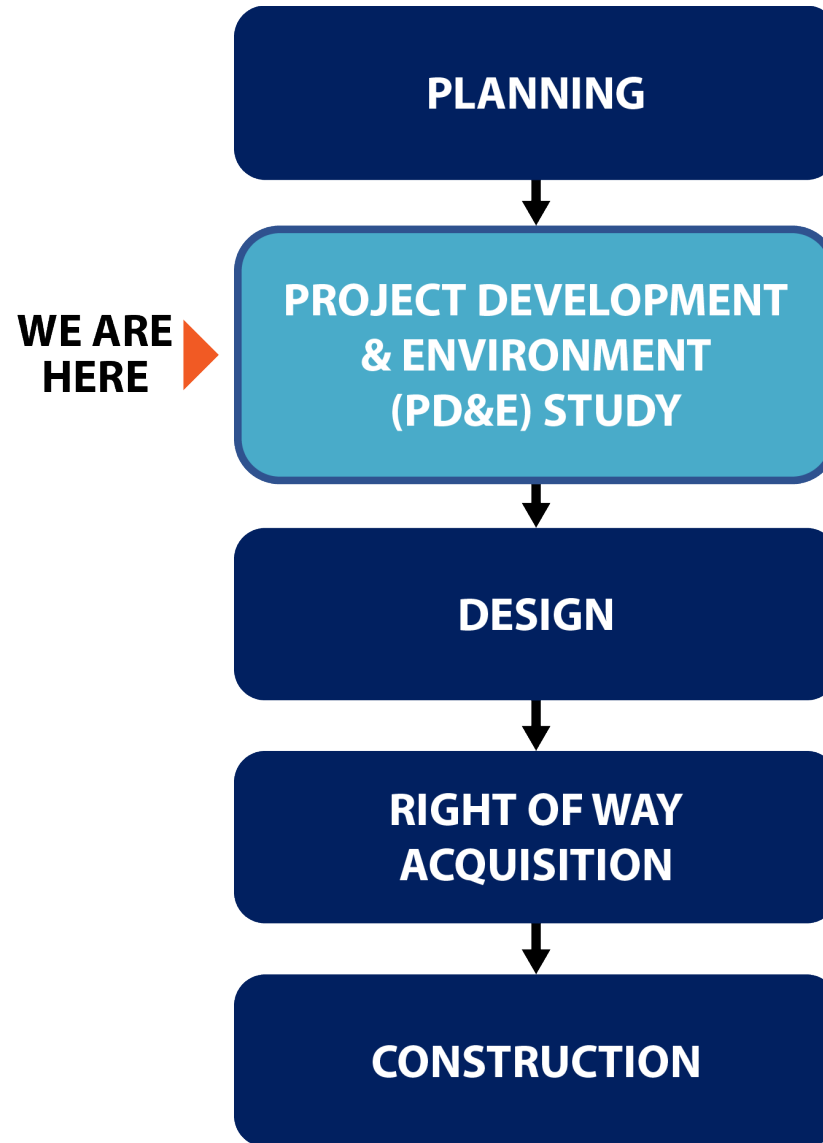 PLANNING
WE ARE
HERE
PROJECT DEVELOPMENT
& ENVIRONMENT
(PD&E) STUDY
DESIGN
RIGHT OF WAY
ACQUISITION
CONSTRUCTION